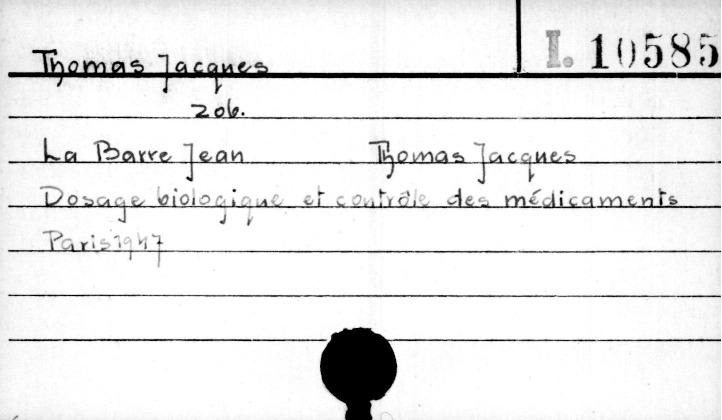 I. 10585
Thomas Jacques
206.
La Barre Jean Thomas Jacques
Dosage biologique et contrôle des médicaments
Paris 1947